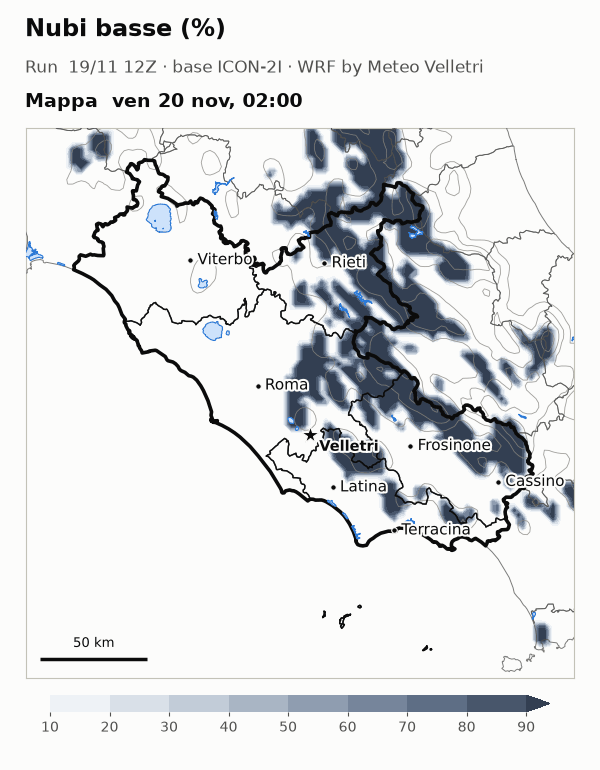 Nubi basse (%)
Run  19/11 12Z · base ICON-2I · WRF by Meteo Velletri
Mappa  ven 20 nov, 02:00
Viterbo
Rieti
Roma
Velletri
Frosinone
Latina
Cassino
Terracina
50 km
10 20 30 40 50 60 70 80 90